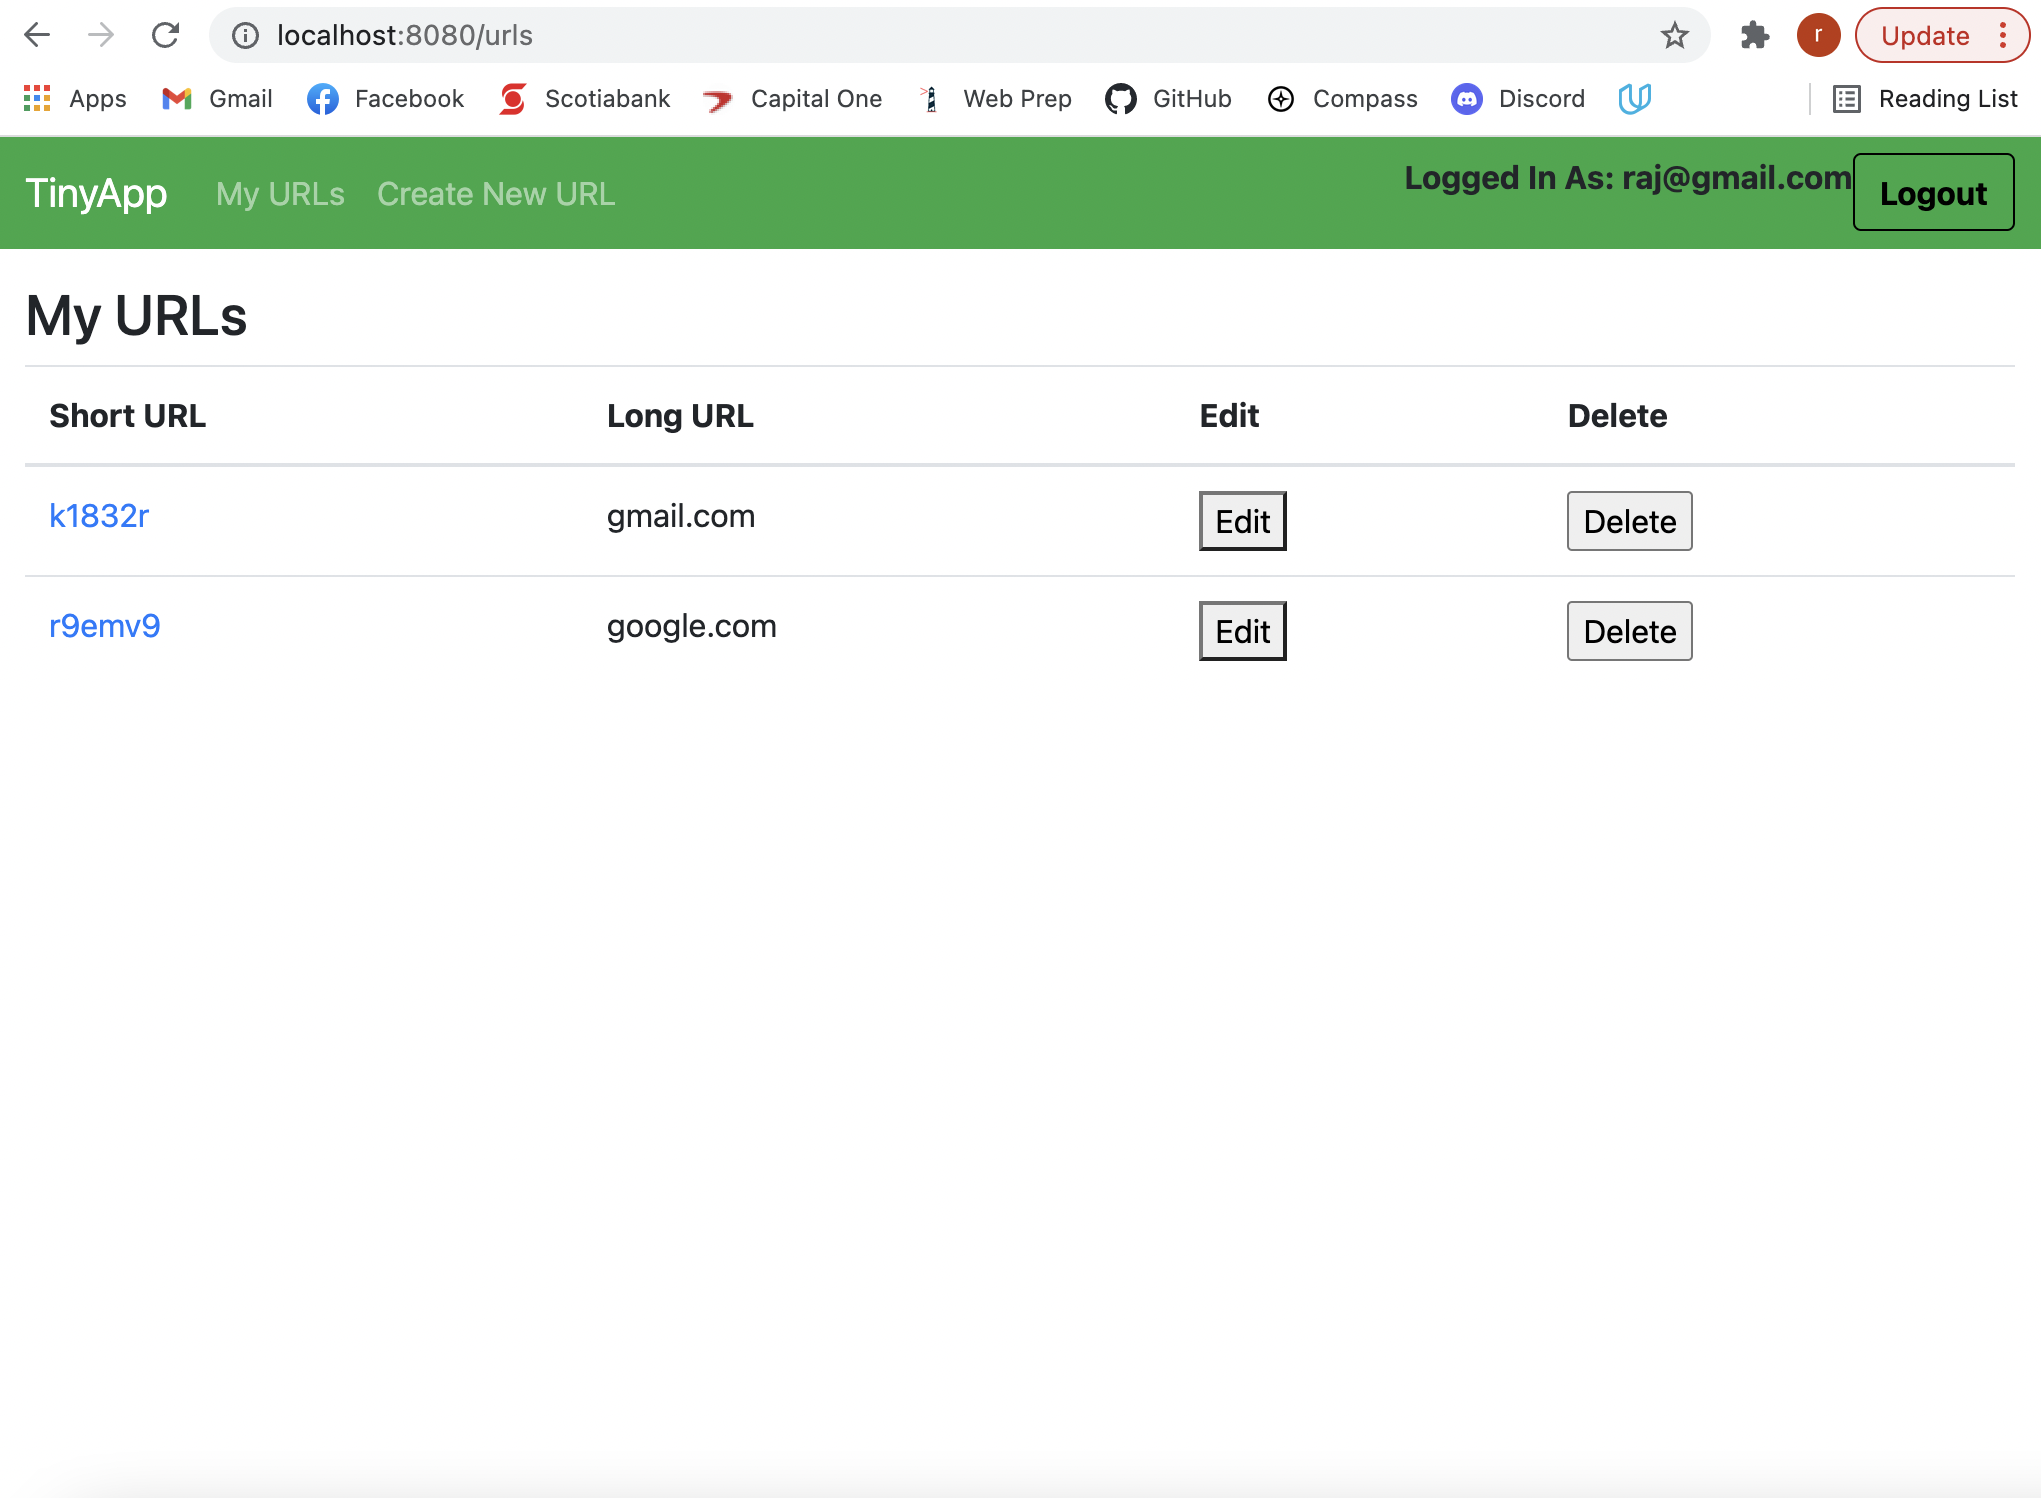 localhost:8080/urls
r
Update
Apps Gmail Facebook Scotiabank Capital One Web Prep GitHub Compass Discord Reading List
TinyApp My URLs Create New URL Logged In As: raj@gmail.com Logout
My URLs
Short URL Long URL Edit Delete
k1832r gmail.com Edit Delete
r9emv9 google.com Edit Delete